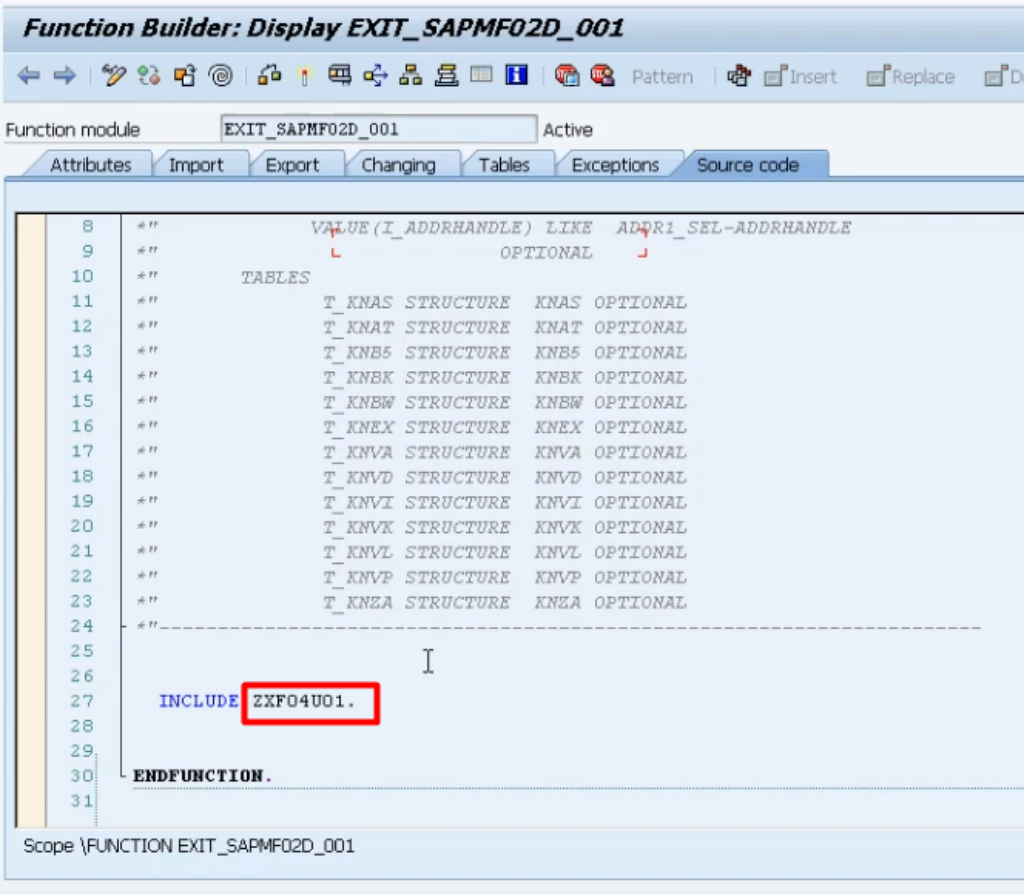 Function Builder: Display EXIT_SAPMF02D_001
Pattern Insert Replace
Function module EXIT_SAPMF02D_001 Active
Attributes Import Export Changing Tables Exceptions Source code
8 *" VALUE(I_ADDRHANDLE) LIKE ADDR1_SEL-ADDRHANDLE
9 *" OPTIONAL
10 *" TABLES
11 *" T_KNAS STRUCTURE KNAS OPTIONAL
12 *" T_KNAT STRUCTURE KNAT OPTIONAL
13 *" T_KNB5 STRUCTURE KNB5 OPTIONAL
14 *" T_KNBK STRUCTURE KNBK OPTIONAL
15 *" T_KNBW STRUCTURE KNBW OPTIONAL
16 *" T_KNEX STRUCTURE KNEX OPTIONAL
17 *" T_KNVA STRUCTURE KNVA OPTIONAL
18 *" T_KNVD STRUCTURE KNVD OPTIONAL
19 *" T_KNVI STRUCTURE KNVI OPTIONAL
20 *" T_KNVK STRUCTURE KNVK OPTIONAL
21 *" T_KNVL STRUCTURE KNVL OPTIONAL
22 *" T_KNVP STRUCTURE KNVP OPTIONAL
23 *" T_KNZA STRUCTURE KNZA OPTIONAL
24 *"----------------------------------------------------------------------
25
26
27 INCLUDE ZXF04U01.
28
29
30 ENDFUNCTION.
31
Scope \FUNCTION EXIT_SAPMF02D_001